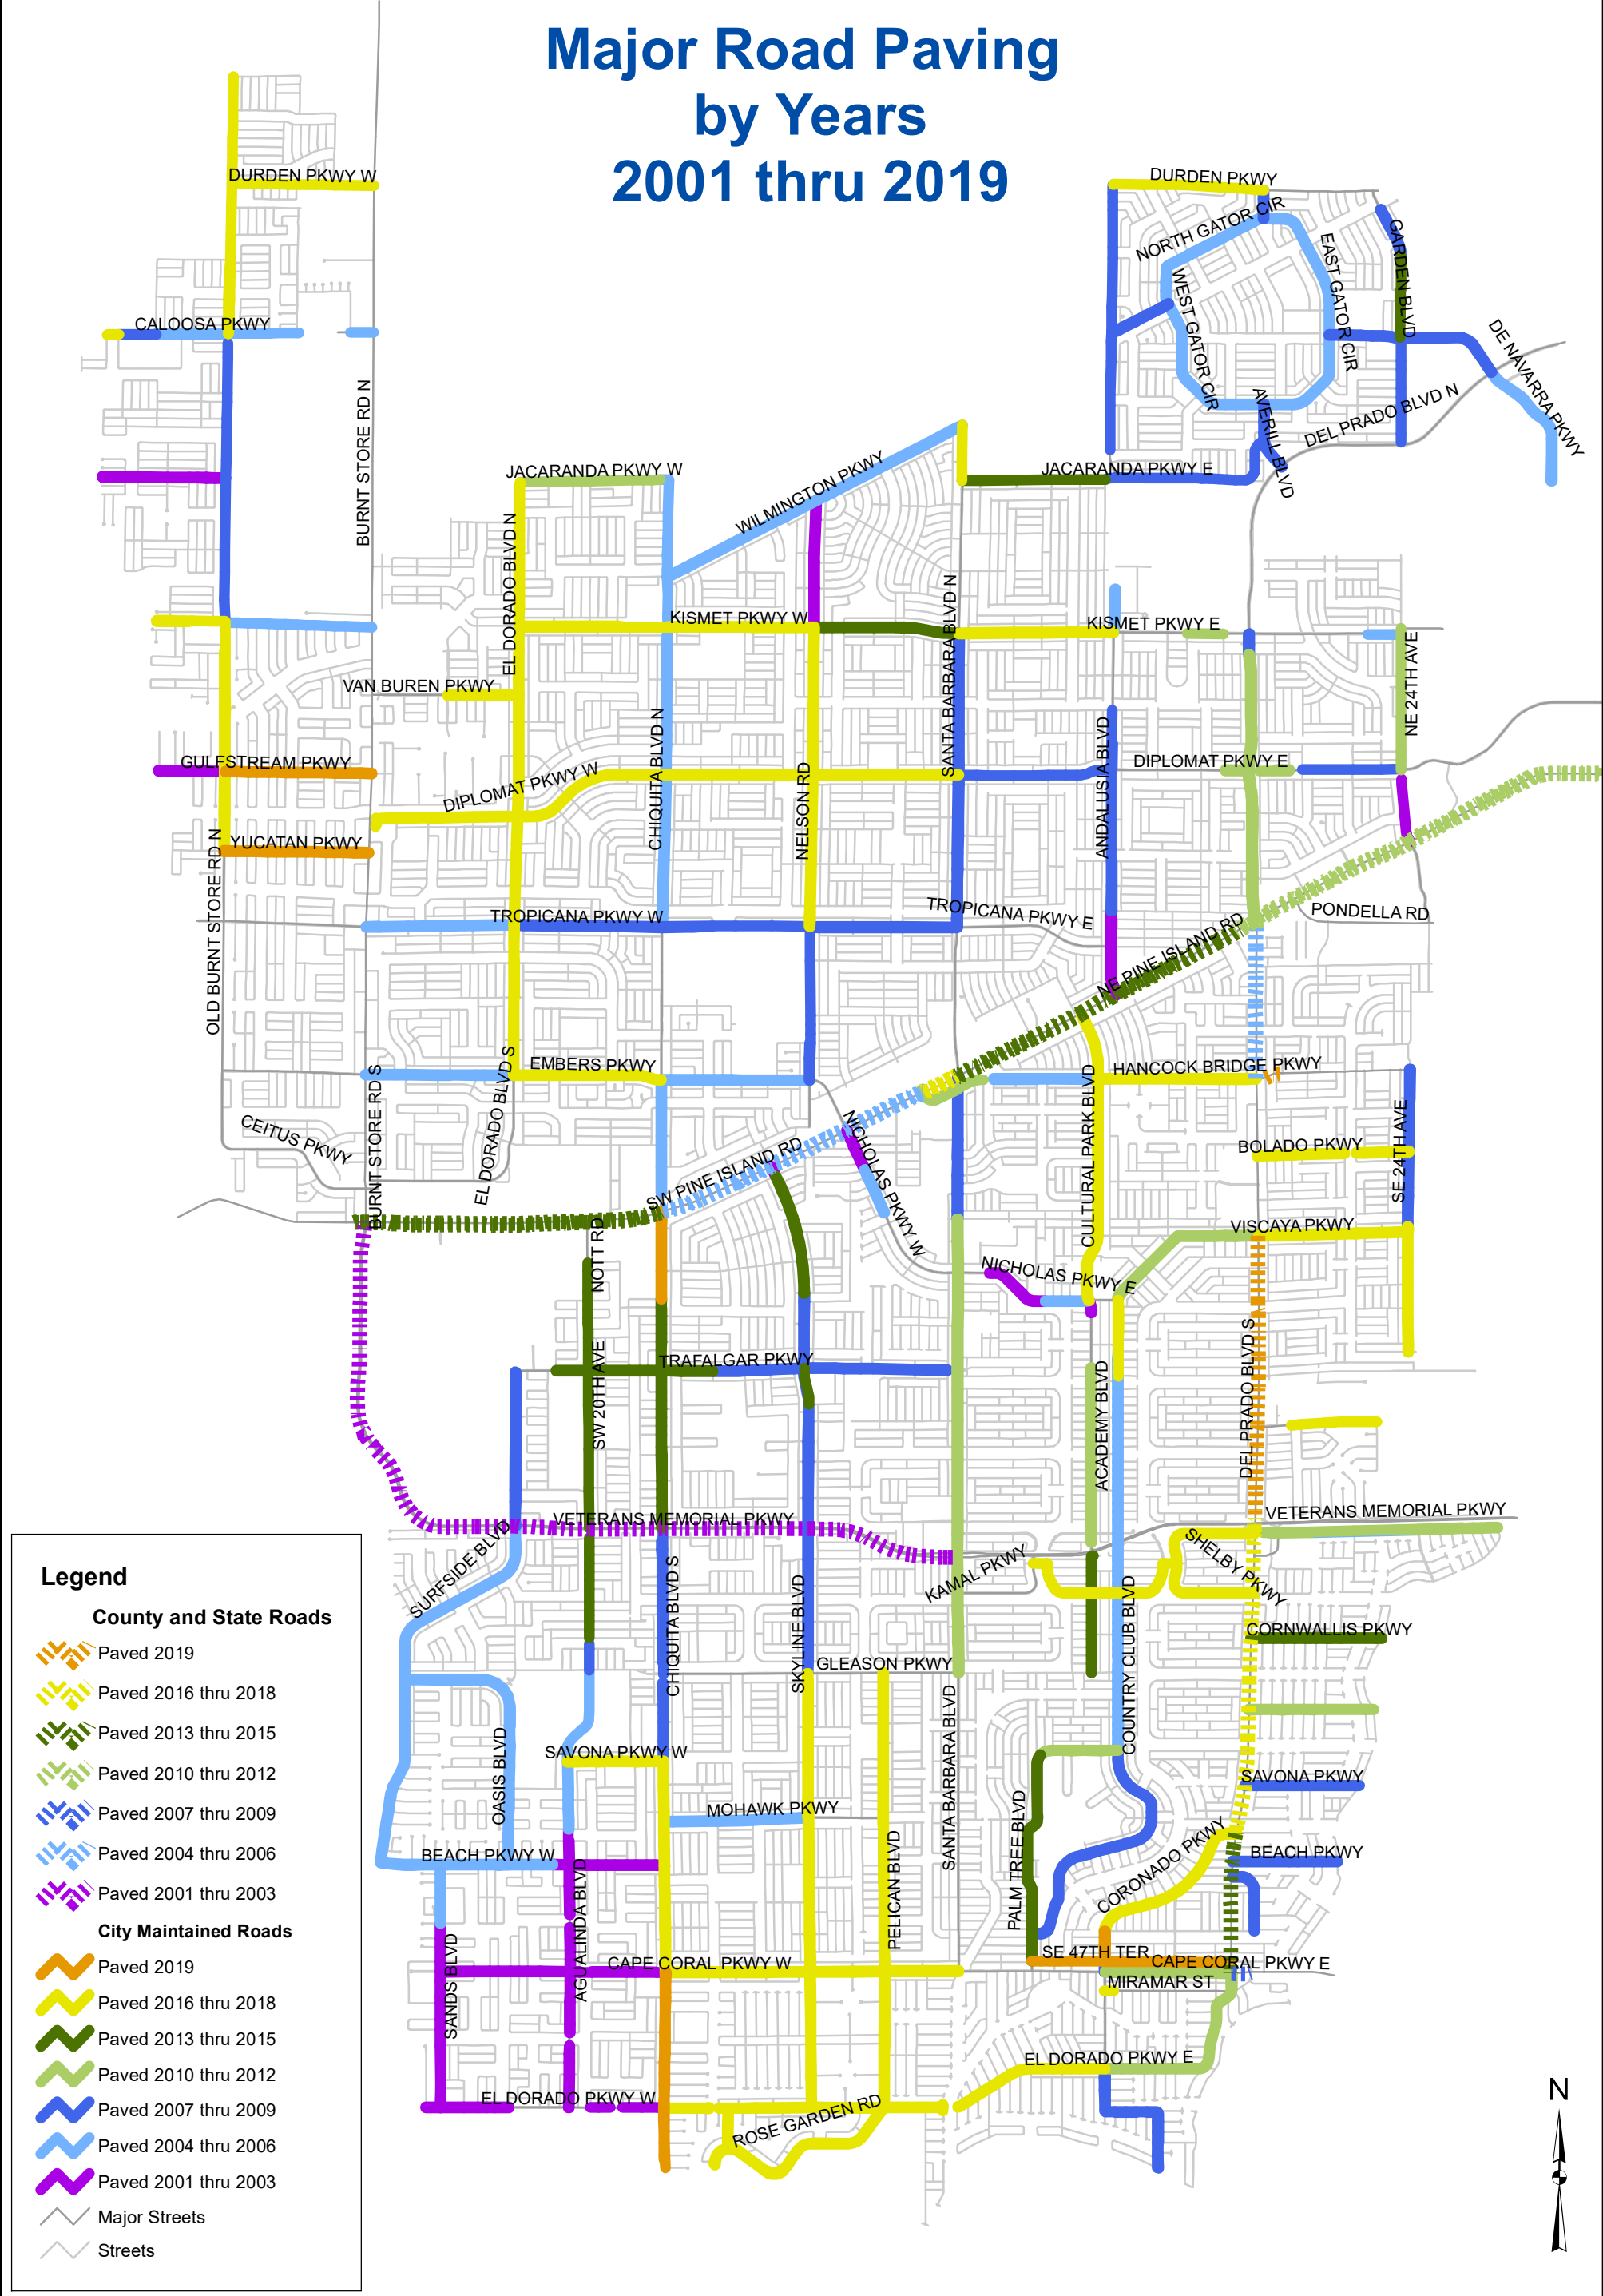 Major Road Paving
by Years
2001 thru 2019
DURDEN PKWY W
DURDEN PKWY
NORTH GATOR CIR
EAST GATOR CIR
GARDEN BLVD
WEST GATOR CIR
CALOOSA PKWY
DE NAVARRA PKWY
BURNT STORE RD N
AVERILL BLVD
DEL PRADO BLVD N
JACARANDA PKWY W
WILMINGTON PKWY
JACARANDA PKWY E
EL DORADO BLVD N
KISMET PKWY W
SANTA BARBARA BLVD N
KISMET PKWY E
NE 24TH AVE
VAN BUREN PKWY
CHIQUITA BLVD N
GULFSTREAM PKWY
DIPLOMAT PKWY W
NELSON RD
ANDALUSIA BLVD
DIPLOMAT PKWY E
YUCATAN PKWY
OLD BURNT STORE RD N
TROPICANA PKWY W
TROPICANA PKWY E
PONDELLA RD
NE PINE ISLAND RD
EMBERS PKWY
HANCOCK BRIDGE PKWY
BURNT STORE RD S
EL DORADO BLVD S
CEITUS PKWY
SW PINE ISLAND RD
NICHOLAS PKWY W
CULTURAL PARK BLVD
BOLADO PKWY
SE 24TH AVE
VISCAYA PKWY
NOTT RD
NICHOLAS PKWY E
TRAFALGAR PKWY
SW 20TH AVE
ACADEMY BLVD
DEL PRADO BLVD S
VETERANS MEMORIAL PKWY
VETERANS MEMORIAL PKWY
SURFSIDE BLVD
KAMAL PKWY
SHELBY PKWY
CHIQUITA BLVD S
SKYLINE BLVD
COUNTRY CLUB BLVD
CORNWALLIS PKWY
GLEASON PKWY
SANTA BARBARA BLVD
OASIS BLVD
SAVONA PKWY W
SAVONA PKWY
MOHAWK PKWY
PALM TREE BLVD
CORONADO PKWY
BEACH PKWY W
BEACH PKWY
AGUALINDA BLVD
PELICAN BLVD
SANDS BLVD
CAPE CORAL PKWY W
SE 47TH TER
CAPE CORAL PKWY E
MIRAMAR ST
EL DORADO PKWY E
EL DORADO PKWY W
ROSE GARDEN RD
Legend
County and State Roads
Paved 2019
Paved 2016 thru 2018
Paved 2013 thru 2015
Paved 2010 thru 2012
Paved 2007 thru 2009
Paved 2004 thru 2006
Paved 2001 thru 2003
City Maintained Roads
Paved 2019
Paved 2016 thru 2018
Paved 2013 thru 2015
Paved 2010 thru 2012
Paved 2007 thru 2009
Paved 2004 thru 2006
Paved 2001 thru 2003
Major Streets
Streets
N